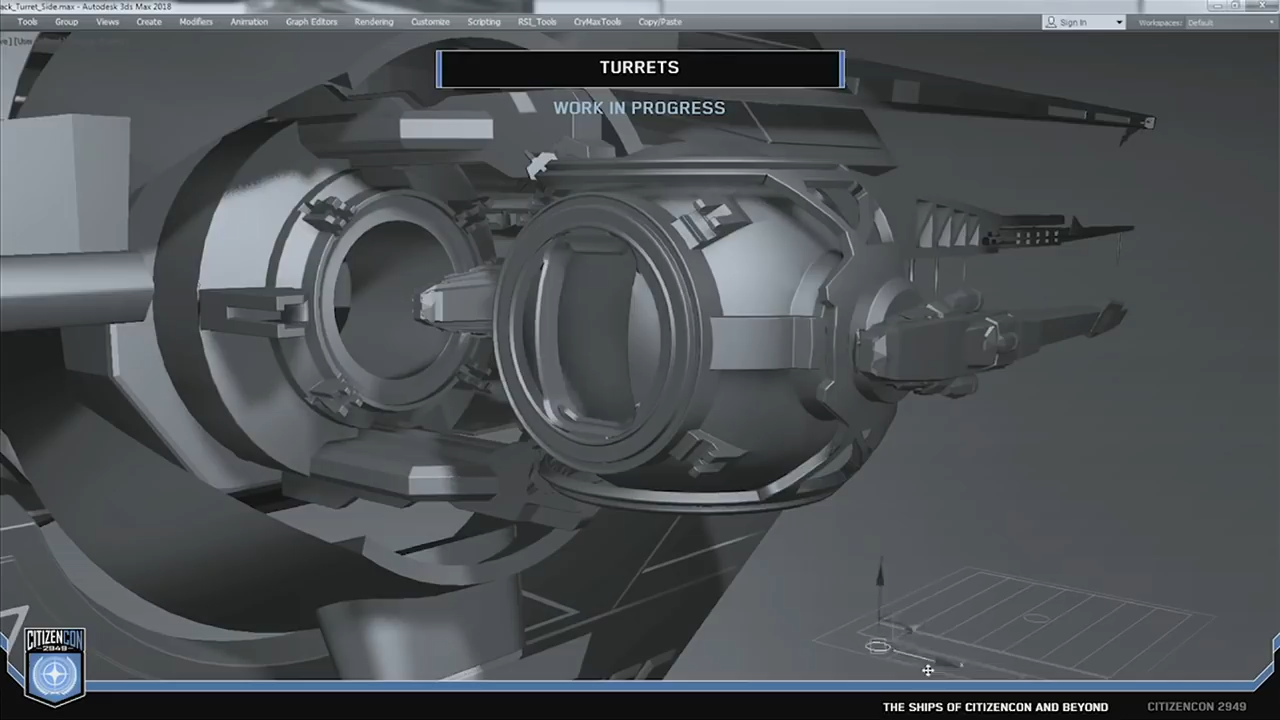 ack_Turret_Side.max - Autodesk 3ds Max 2018
Tools Group Views Create Modifiers Animation Graph Editors Rendering Customize Scripting RSI_Tools CryMaxTools Copy/Paste Sign In Workspaces: Default
TURRETS
WORK IN PROGRESS
CITIZENCON
2949
THE SHIPS OF CITIZENCON AND BEYOND CITIZENCON 2949